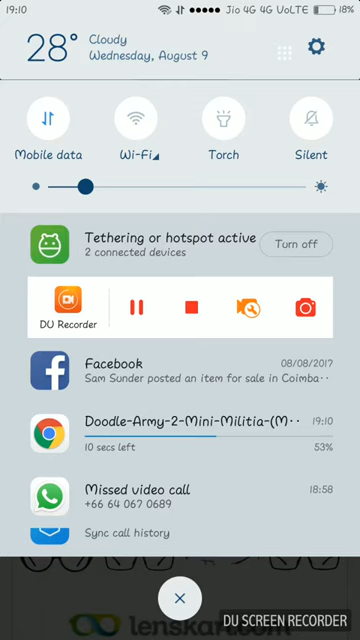 19:10 Jio 4G 4G VoLTE 18%
28° Cloudy
Wednesday, August 9
Mobile data Wi-Fi Torch Silent
Tethering or hotspot active
2 connected devices
Turn off
DU Recorder
Facebook 08/08/2017
Sam Sunder posted an item for sale in Coimba··
Doodle-Army-2-Mini-Militia-(M·· 19:10
10 secs left 53%
Missed video call 18:58
+66 64 067 0689
Sync call history
lenskart.com
DU SCREEN RECORDER